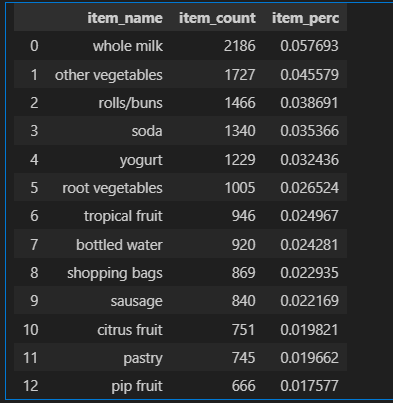 item_name item_count item_perc
0 whole milk 2186 0.057693
1 other vegetables 1727 0.045579
2 rolls/buns 1466 0.038691
3 soda 1340 0.035366
4 yogurt 1229 0.032436
5 root vegetables 1005 0.026524
6 tropical fruit 946 0.024967
7 bottled water 920 0.024281
8 shopping bags 869 0.022935
9 sausage 840 0.022169
10 citrus fruit 751 0.019821
11 pastry 745 0.019662
12 pip fruit 666 0.017577